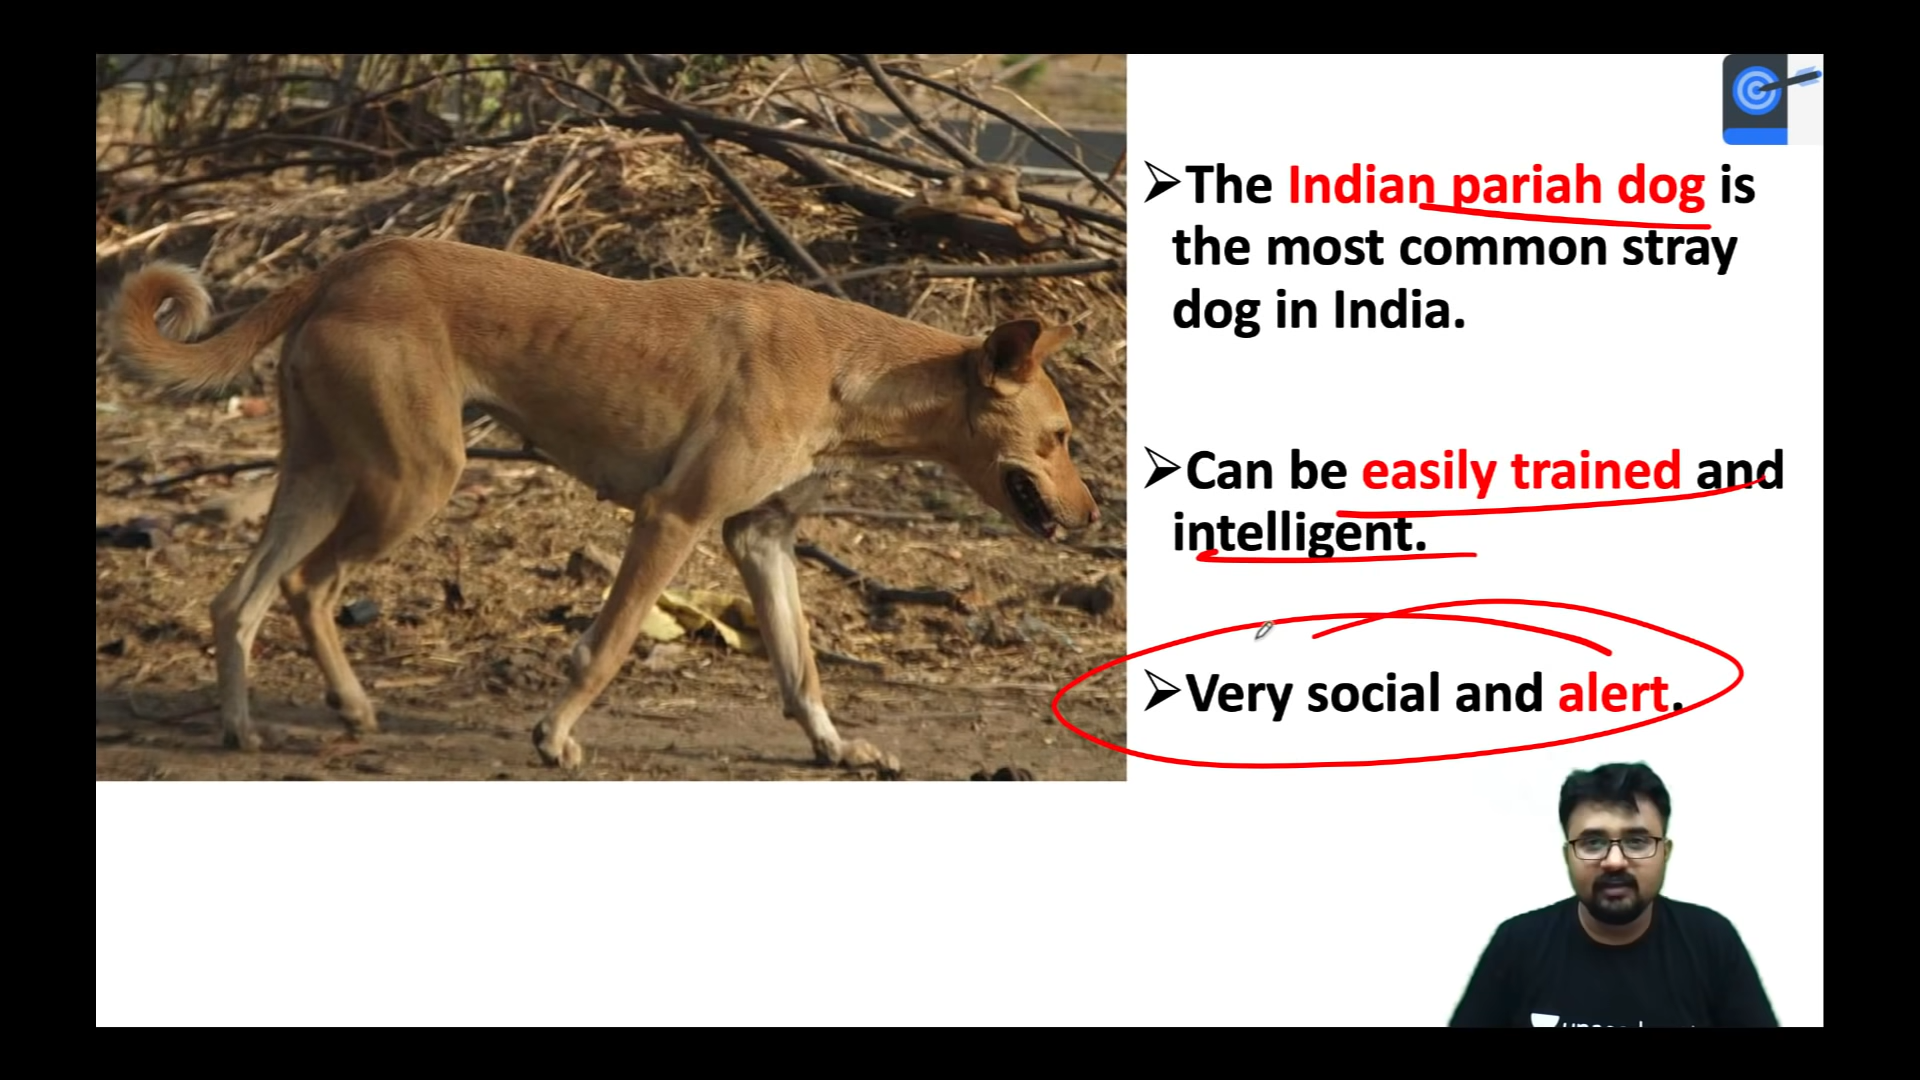 ➢The Indian pariah dog is
the most common stray
dog in India.
➢Can be easily trained and
intelligent.
➢Very social and alert.